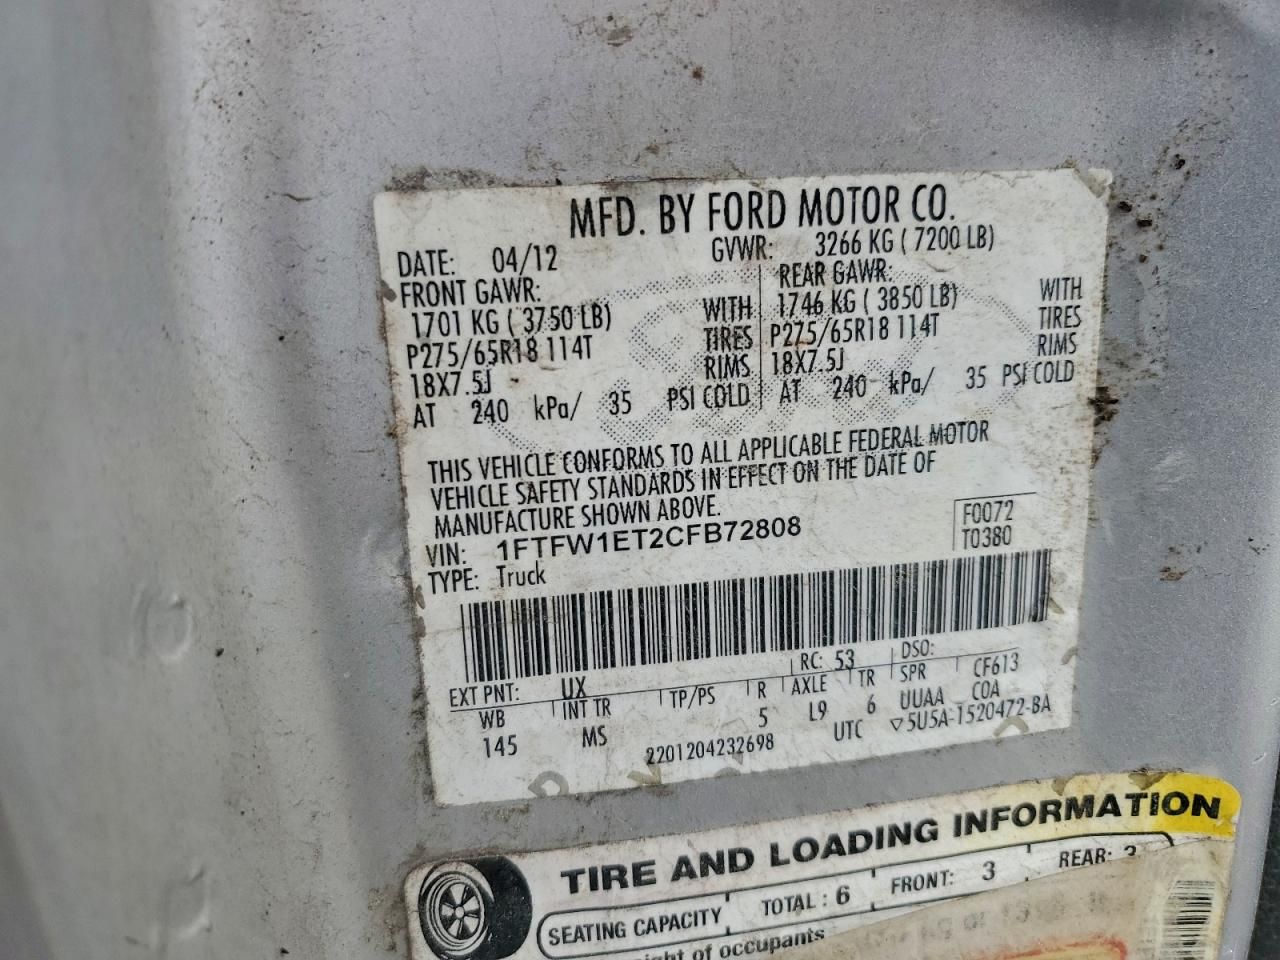 MFD. BY FORD MOTOR CO.
DATE: 04/12 GVWR: 3266 KG ( 7200 LB)
FRONT GAWR: REAR GAWR:
1701 KG ( 3750 LB) WITH 1746 KG ( 3850 LB) WITH
P275/65R18 114T TIRES P275/65R18 114T TIRES
18X7.5J RIMS 18X7.5J RIMS
AT 240 kPa/ 35 PSI COLD AT 240 kPa/ 35 PSI COLD
THIS VEHICLE CONFORMS TO ALL APPLICABLE FEDERAL MOTOR
VEHICLE SAFETY STANDARDS IN EFFECT ON THE DATE OF
MANUFACTURE SHOWN ABOVE.
VIN: 1FTFW1ET2CFB72808 F0072
TYPE: Truck T0380
EXT PNT: UX RC: 53 DSO: CF613
WB INT TR TP/PS R AXLE TR SPR COA
145 MS 5 L9 6 UUAA
2201204232698 UTC ▽5U5A-1520472-BA
TIRE AND LOADING INFORMATION
SEATING CAPACITY TOTAL : 6 FRONT: 3 REAR: 3
of occupants